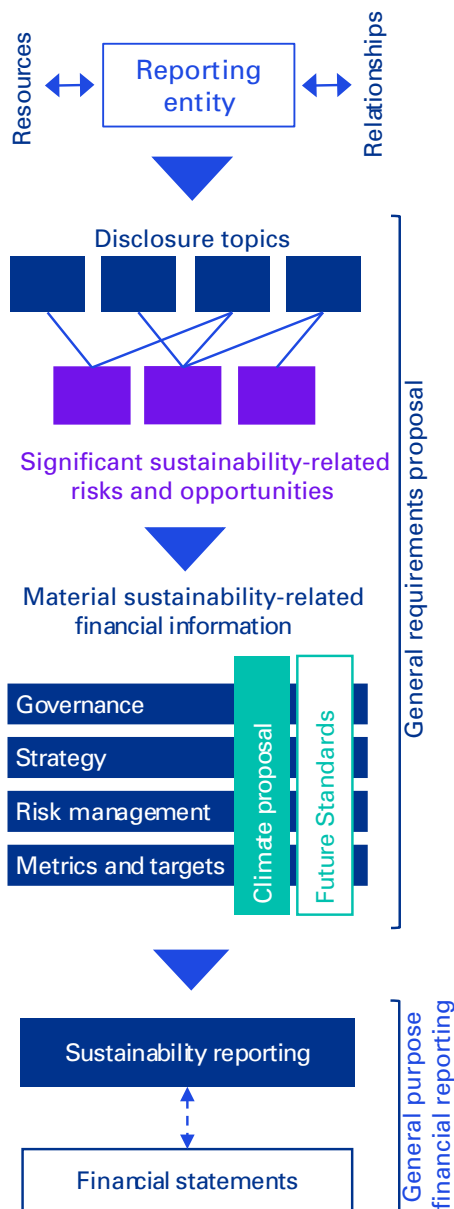 Resources
Reporting
entity
Relationships
Disclosure topics
Significant sustainability-related
risks and opportunities
Material sustainability-related
financial information
Governance
Strategy
Risk management
Metrics and targets
Climate proposal
Future Standards
General requirements proposal
Sustainability reporting
Financial statements
General purpose
financial reporting